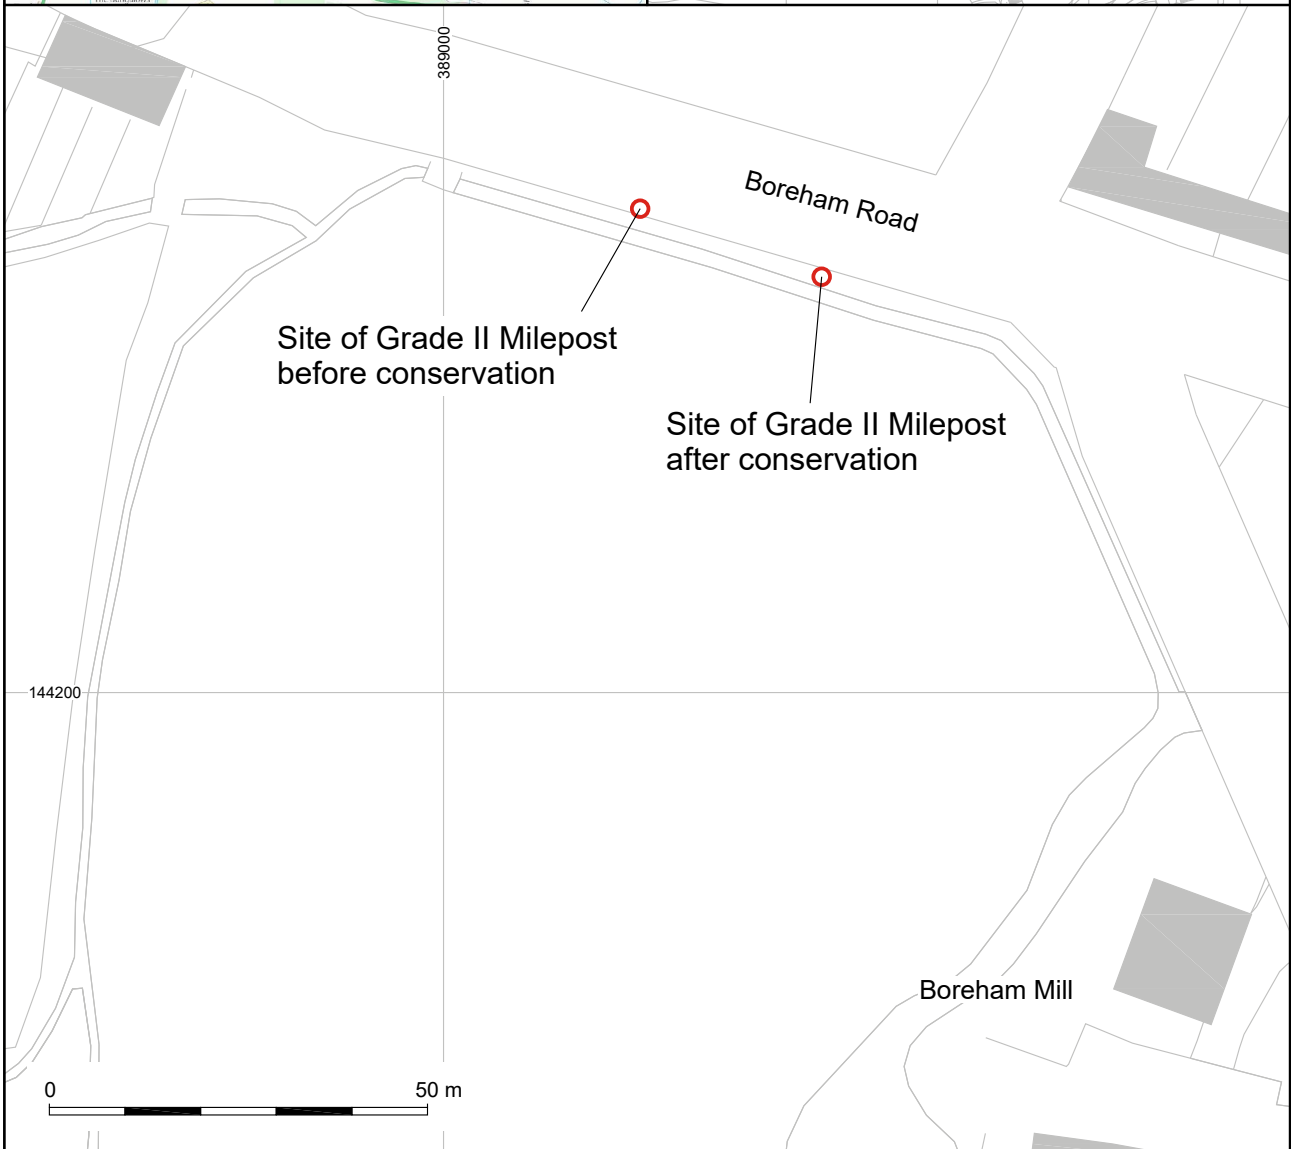 389000
Boreham Road
Site of Grade II Milepost
before conservation
Site of Grade II Milepost
after conservation
144200
Boreham Mill
0 50 m